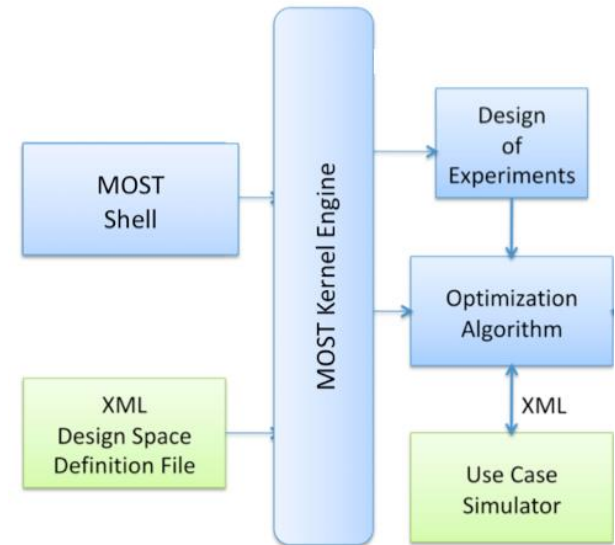 MOST
Shell
XML
Design Space
Definition File
MOST Kernel Engine
Design
of
Experiments
Optimization
Algorithm
XML
Use Case
Simulator